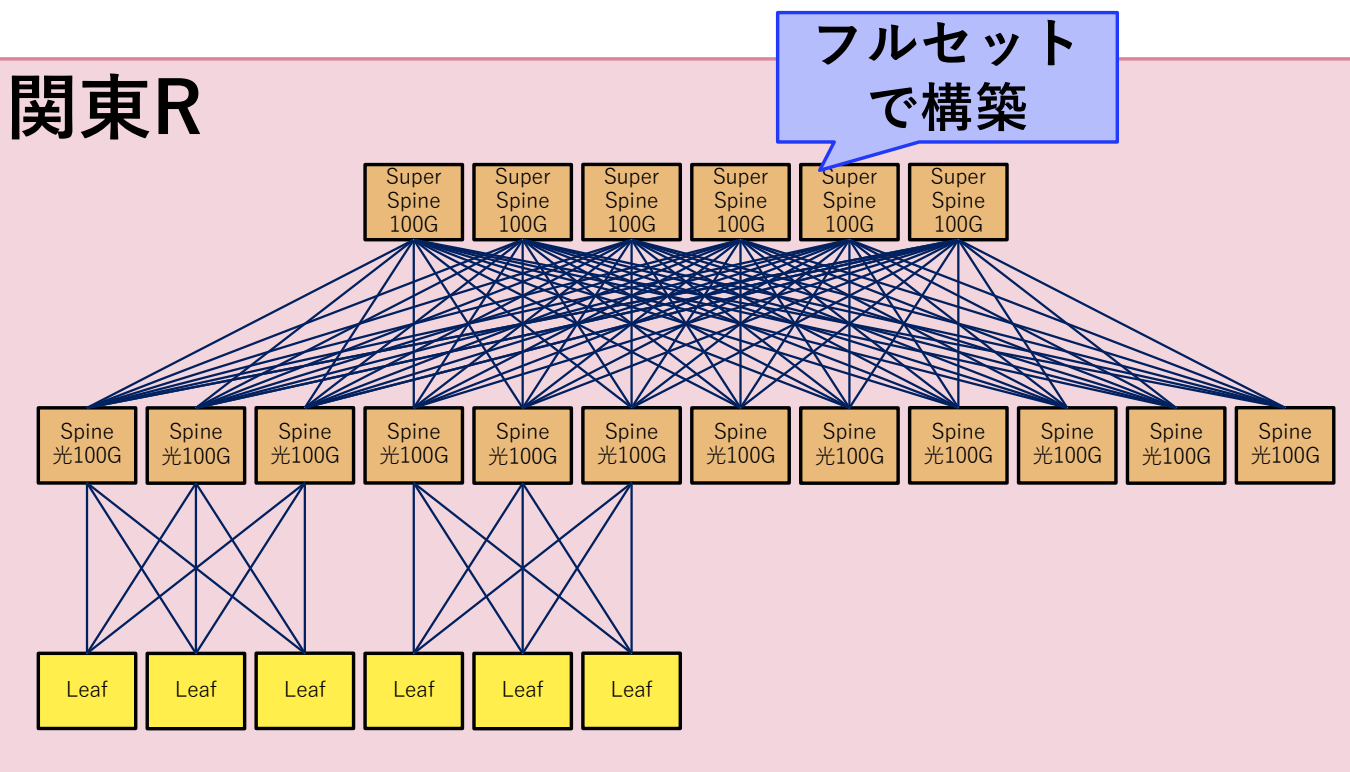 フルセット
で構築
関東R
Super
Spine
100G
Super
Spine
100G
Super
Spine
100G
Super
Spine
100G
Super
Spine
100G
Super
Spine
100G
Spine
光100G
Spine
光100G
Spine
光100G
Spine
光100G
Spine
光100G
Spine
光100G
Spine
光100G
Spine
光100G
Spine
光100G
Spine
光100G
Spine
光100G
Spine
光100G
Leaf
Leaf
Leaf
Leaf
Leaf
Leaf